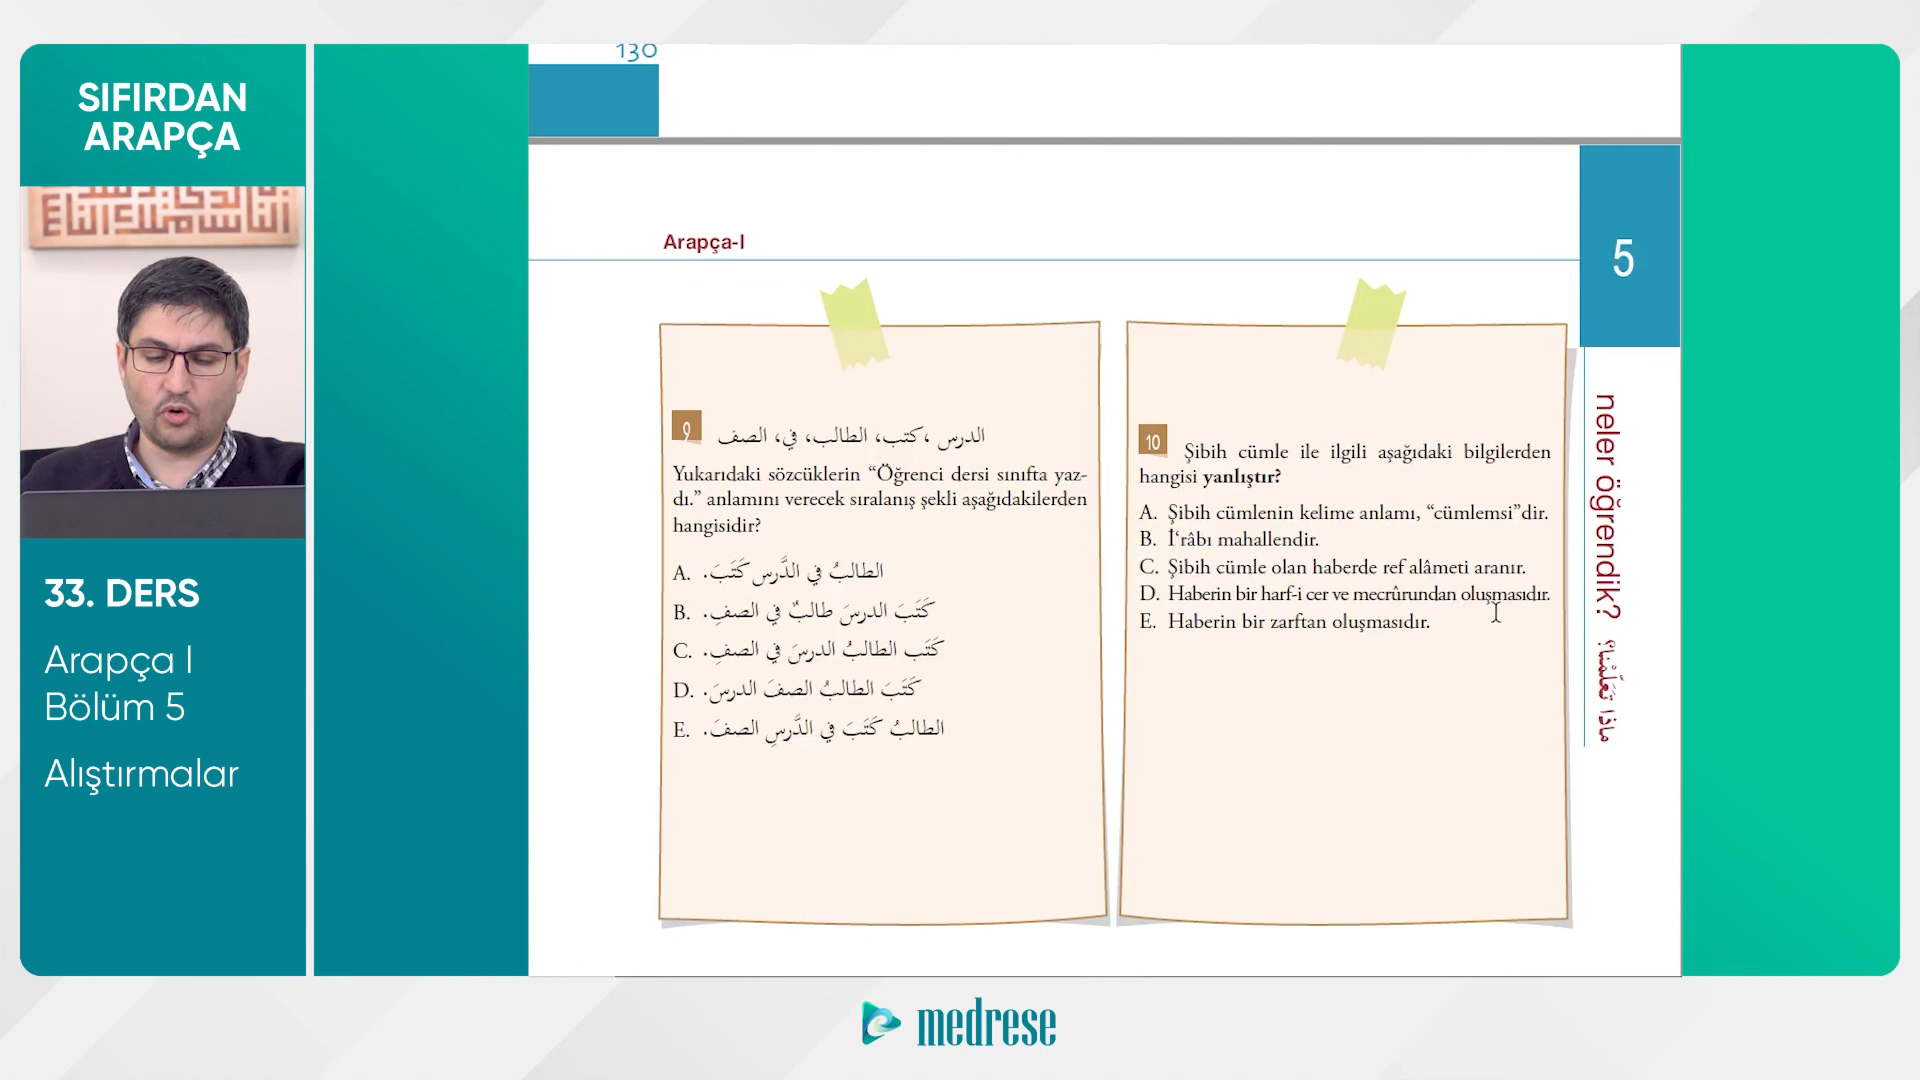 SIFIRDAN
ARAPÇA
33. DERS
Arapça I
Bölüm 5
Alıştırmalar
130
Arapça-I
5
neler öğrendik? ماذا تَعَلَّمْنا؟
9
الدرس ،كتب، الطالب، في، الصف
Yukarıdaki sözcüklerin “Öğrenci dersi sınıfta yaz-
dı.” anlamını verecek sıralanış şekli aşağıdakilerden
hangisidir?
A. الطالبُ في الدَّرس كَتَبَ.
B. كَتَبَ الدرسَ طالبٌ في الصفِ.
C. كَتَب الطالبُ الدرسَ في الصفِ.
D. كَتَبَ الطالبُ الصفَ الدرسَ.
E. الطالبُ كَتَبَ في الدَّرسِ الصفَ.
10
Şibih cümle ile ilgili aşağıdaki bilgilerden
hangisi yanlıştır?
A. Şibih cümlenin kelime anlamı, “cümlemsi”dir.
B. İ‘râbı mahallendir.
C. Şibih cümle olan haberde ref alâmeti aranır.
D. Haberin bir harf-i cer ve mecrûrundan oluşmasıdır.
E. Haberin bir zarftan oluşmasıdır.
medrese